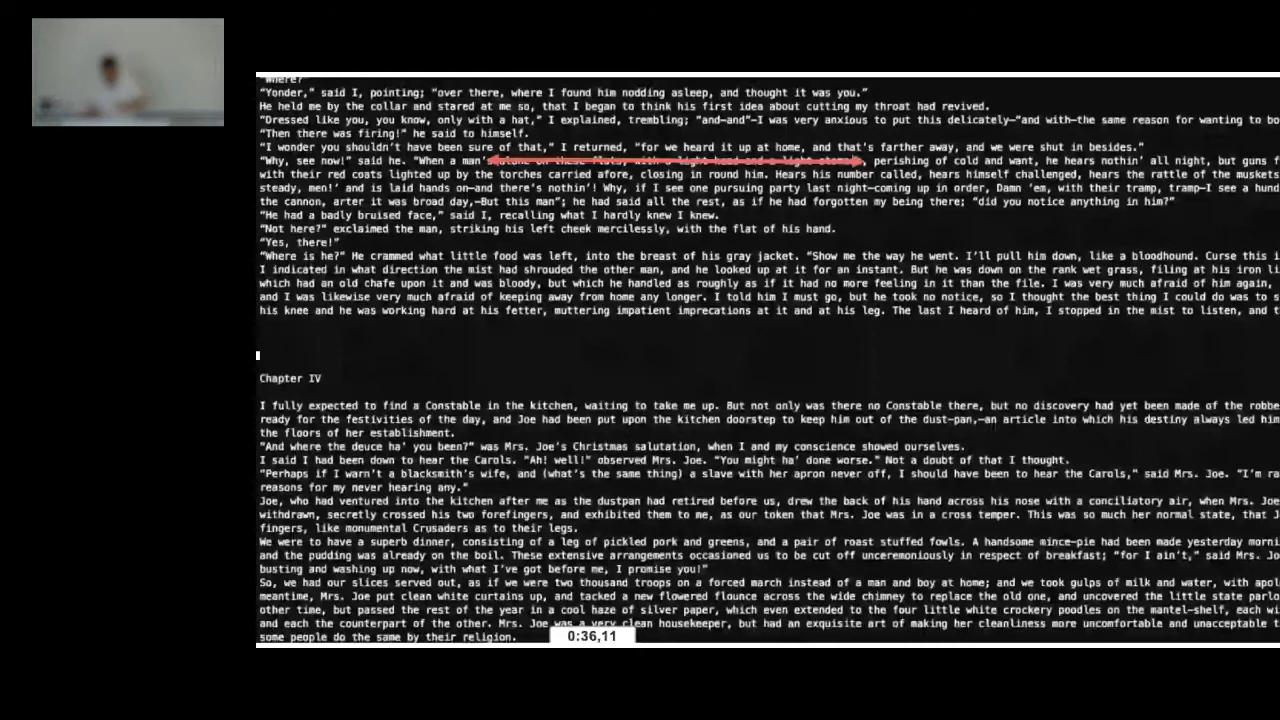 "Where?"
"Yonder," said I, pointing; "over there, where I found him nodding asleep, and thought it was you."
He held me by the collar and stared at me so, that I began to think his first idea about cutting my throat had revived.
"Dressed like you, you know, only with a hat," I explained, trembling; "and—and"—I was very anxious to put this delicately—"and with—the same reason for wanting to bo
"Then there was firing!" he said to himself.
"I wonder you shouldn't have been sure of that," I returned, "for we heard it up at home, and that's farther away, and we were shut in besides."
"Why, see now!" said he. "When a man's alone on these flats, with a light head and a light stomach, perishing of cold and want, he hears nothin' all night, but guns f
with their red coats lighted up by the torches carried afore, closing in round him. Hears his number called, hears himself challenged, hears the rattle of the muskets
steady, men!' and is laid hands on—and there's nothin'! Why, if I see one pursuing party last night—coming up in order, Damn 'em, with their tramp, tramp—I see a hund
the cannon, arter it was broad day,—But this man"; he had said all the rest, as if he had forgotten my being there; "did you notice anything in him?"
"He had a badly bruised face," said I, recalling what I hardly knew I knew.
"Not here?" exclaimed the man, striking his left cheek mercilessly, with the flat of his hand.
"Yes, there!"
"Where is he?" He crammed what little food was left, into the breast of his gray jacket. "Show me the way he went. I'll pull him down, like a bloodhound. Curse this i
I indicated in what direction the mist had shrouded the other man, and he looked up at it for an instant. But he was down on the rank wet grass, filing at his iron li
which had an old chafe upon it and was bloody, but which he handled as roughly as if it had no more feeling in it than the file. I was very much afraid of him again,
and I was likewise very much afraid of keeping away from home any longer. I told him I must go, but he took no notice, so I thought the best thing I could do was to s
his knee and he was working hard at his fetter, muttering impatient imprecations at it and at his leg. The last I heard of him, I stopped in the mist to listen, and t
Chapter IV
I fully expected to find a Constable in the kitchen, waiting to take me up. But not only was there no Constable there, but no discovery had yet been made of the robbe
ready for the festivities of the day, and Joe had been put upon the kitchen doorstep to keep him out of the dust-pan,—an article into which his destiny always led him
the floors of her establishment.
"And where the deuce ha' you been?" was Mrs. Joe's Christmas salutation, when I and my conscience showed ourselves.
I said I had been down to hear the Carols. "Ah! well!" observed Mrs. Joe. "You might ha' done worse." Not a doubt of that I thought.
"Perhaps if I warn't a blacksmith's wife, and (what's the same thing) a slave with her apron never off, I should have been to hear the Carols," said Mrs. Joe. "I'm ra
reasons for my never hearing any."
Joe, who had ventured into the kitchen after me as the dustpan had retired before us, drew the back of his hand across his nose with a conciliatory air, when Mrs. Joe
withdrawn, secretly crossed his two forefingers, and exhibited them to me, as our token that Mrs. Joe was in a cross temper. This was so much her normal state, that J
fingers, like monumental Crusaders as to their legs.
We were to have a superb dinner, consisting of a leg of pickled pork and greens, and a pair of roast stuffed fowls. A handsome mince-pie had been made yesterday morni
and the pudding was already on the boil. These extensive arrangements occasioned us to be cut off unceremoniously in respect of breakfast; "for I ain't," said Mrs. Jo
busting and washing up now, with what I've got before me, I promise you!"
So, we had our slices served out, as if we were two thousand troops on a forced march instead of a man and boy at home; and we took gulps of milk and water, with apol
meantime, Mrs. Joe put clean white curtains up, and tacked a new flowered flounce across the wide chimney to replace the old one, and uncovered the little state parlo
other time, but passed the rest of the year in a cool haze of silver paper, which even extended to the four little white crockery poodles on the mantel-shelf, each wi
and each the counterpart of the other. Mrs. Joe was a very clean housekeeper, but had an exquisite art of making her cleanliness more uncomfortable and unacceptable t
some people do the same by their religion.
0:36,11